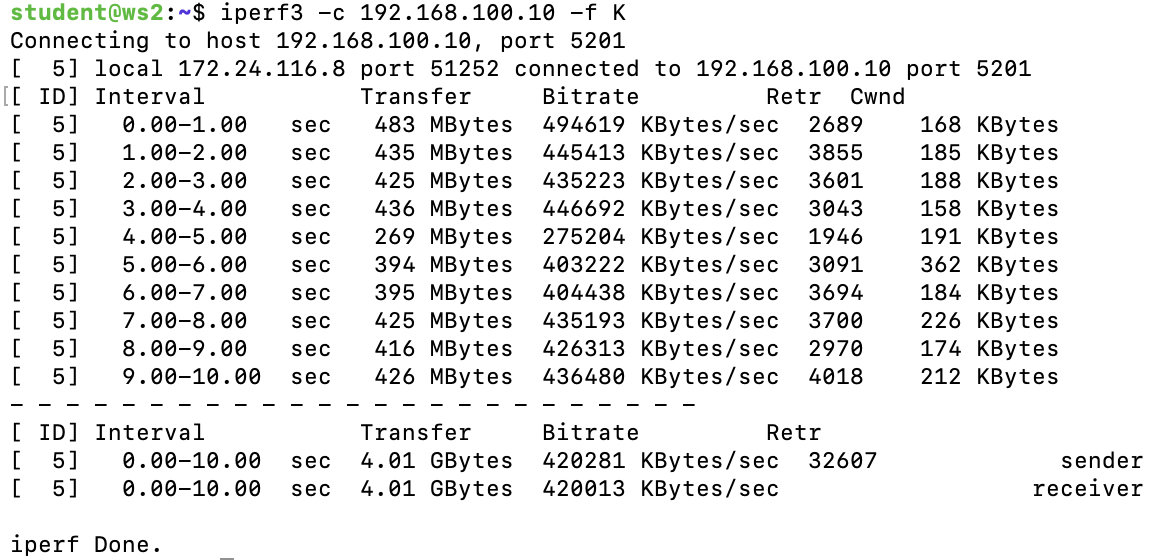 student@ws2:~$ iperf3 -c 192.168.100.10 -f K
Connecting to host 192.168.100.10, port 5201
[  5] local 172.24.116.8 port 51252 connected to 192.168.100.10 port 5201
[[ ID] Interval           Transfer     Bitrate         Retr  Cwnd
[  5]   0.00-1.00   sec   483 MBytes  494619 KBytes/sec  2689    168 KBytes
[  5]   1.00-2.00   sec   435 MBytes  445413 KBytes/sec  3855    185 KBytes
[  5]   2.00-3.00   sec   425 MBytes  435223 KBytes/sec  3601    188 KBytes
[  5]   3.00-4.00   sec   436 MBytes  446692 KBytes/sec  3043    158 KBytes
[  5]   4.00-5.00   sec   269 MBytes  275204 KBytes/sec  1946    191 KBytes
[  5]   5.00-6.00   sec   394 MBytes  403222 KBytes/sec  3091    362 KBytes
[  5]   6.00-7.00   sec   395 MBytes  404438 KBytes/sec  3694    184 KBytes
[  5]   7.00-8.00   sec   425 MBytes  435193 KBytes/sec  3700    226 KBytes
[  5]   8.00-9.00   sec   416 MBytes  426313 KBytes/sec  2970    174 KBytes
[  5]   9.00-10.00  sec   426 MBytes  436480 KBytes/sec  4018    212 KBytes
- - - - - - - - - - - - - - - - - - - - - - - - -
[ ID] Interval           Transfer     Bitrate         Retr
[  5]   0.00-10.00  sec  4.01 GBytes  420281 KBytes/sec  32607             sender
[  5]   0.00-10.00  sec  4.01 GBytes  420013 KBytes/sec                  receiver

iperf Done.